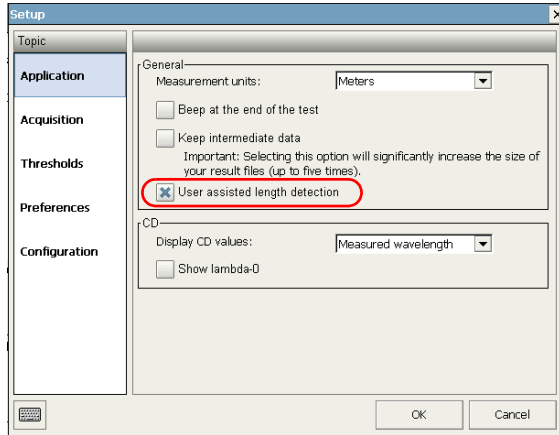 Setup
Topic
Application
Acquisition
Thresholds
Preferences
Configuration
General
Measurement units: Meters
Beep at the end of the test
Keep intermediate data
Important: Selecting this option will significantly increase the size of
your result files (up to five times).
User assisted length detection
CD
Display CD values: Measured wavelength
Show lambda-0
OK Cancel